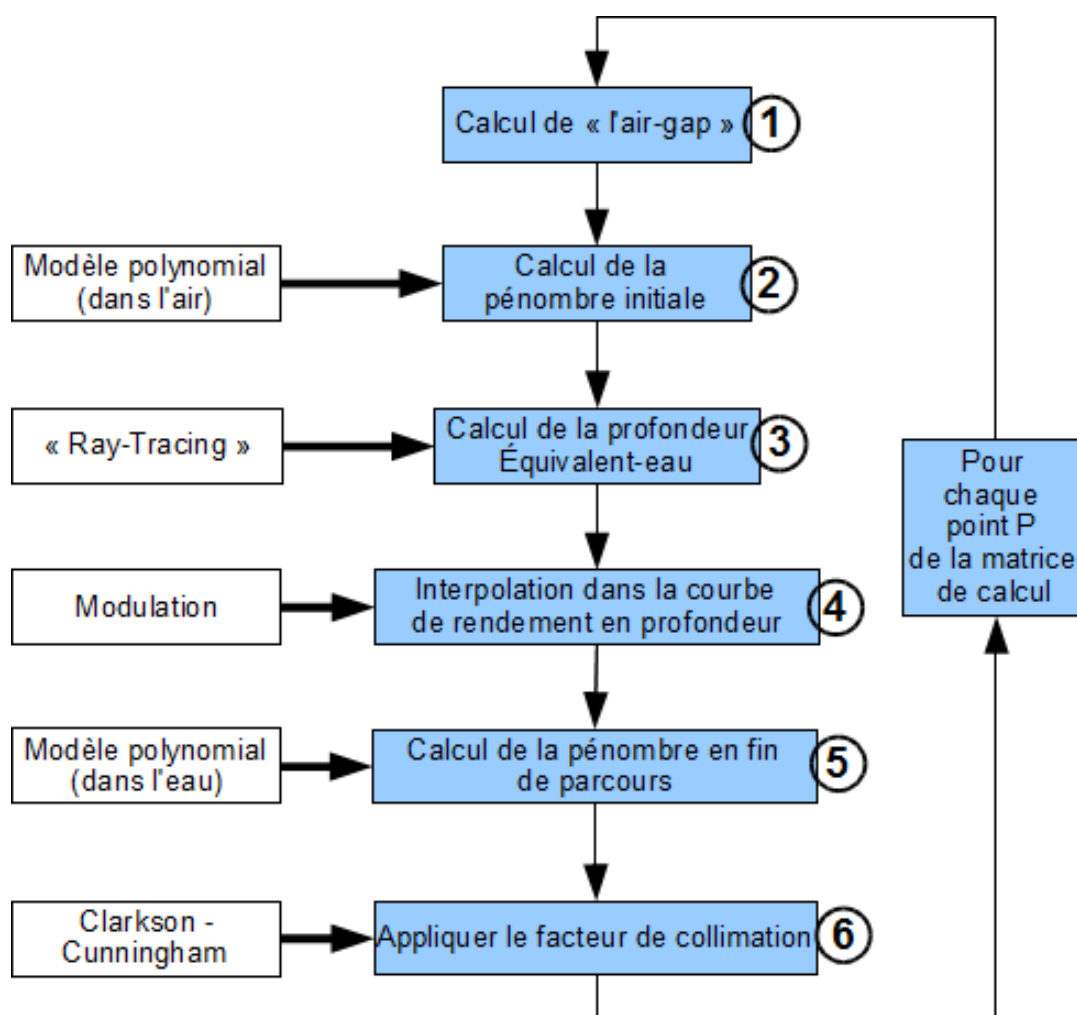 Calcul de « l'air-gap »
1
Modèle polynomial
(dans l'air)
Calcul de la
pénombre initiale
2
« Ray-Tracing »
Calcul de la profondeur
Équivalent-eau
3
Pour
chaque
point P
de la matrice
de calcul
Modulation
Interpolation dans la courbe
de rendement en profondeur
4
Modèle polynomial
(dans l'eau)
Calcul de la pénombre en fin
de parcours
5
Clarkson -
Cunningham
Appliquer le facteur de collimation
6